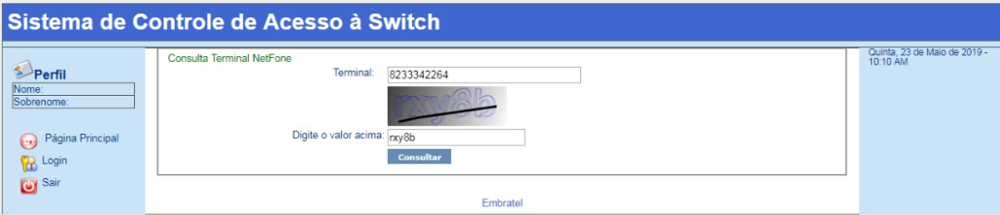 Sistema de Controle de Acesso à Switch
Perfil
Nome:
Sobrenome:
Página Principal
Login
Sair
Consulta Terminal NetFone
Terminal: 8233342264
rxy8b
Digite o valor acima: rxy8b
Consultar
Embratel
Quinta, 23 de Maio de 2019 -
10:10 AM